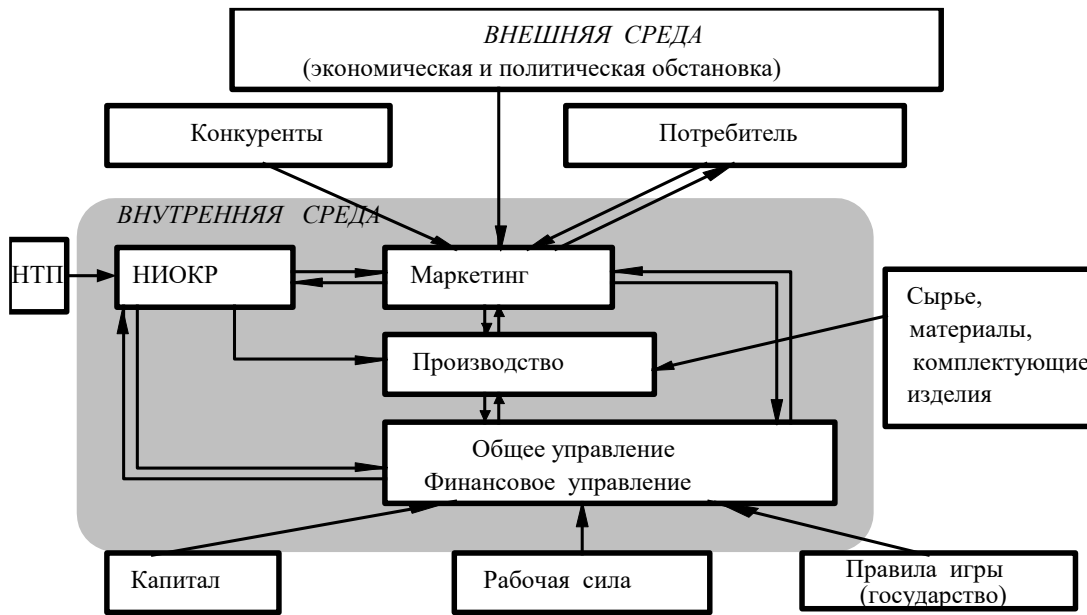 ВНЕШНЯЯ СРЕДА
(экономическая и политическая обстановка)
Конкуренты
Потребитель
ВНУТРЕННЯЯ СРЕДА
НТП
НИОКР
Маркетинг
Сырье,
материалы,
комплектующие
изделия
Производство
Общее управление
Финансовое управление
Капитал
Рабочая сила
Правила игры
(государство)